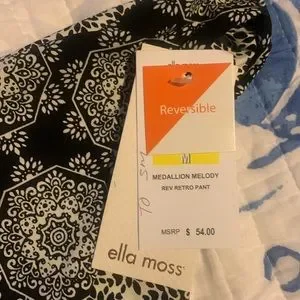 Reversible
M
MEDALLION MELODY
REV RETRO PANT
MSRP $ 54.00
ella moss